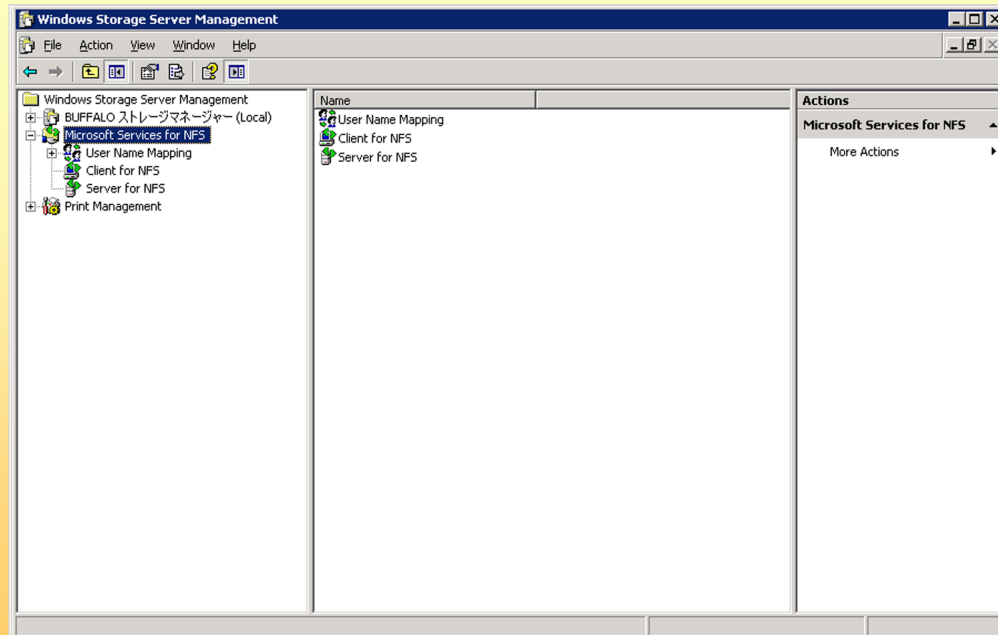 Windows Storage Server Management
File Action View Window Help
Windows Storage Server Management
BUFFALO ストレージマネージャー (Local)
Microsoft Services for NFS
User Name Mapping
Client for NFS
Server for NFS
Print Management
Name
User Name Mapping
Client for NFS
Server for NFS
Actions
Microsoft Services for NFS
More Actions